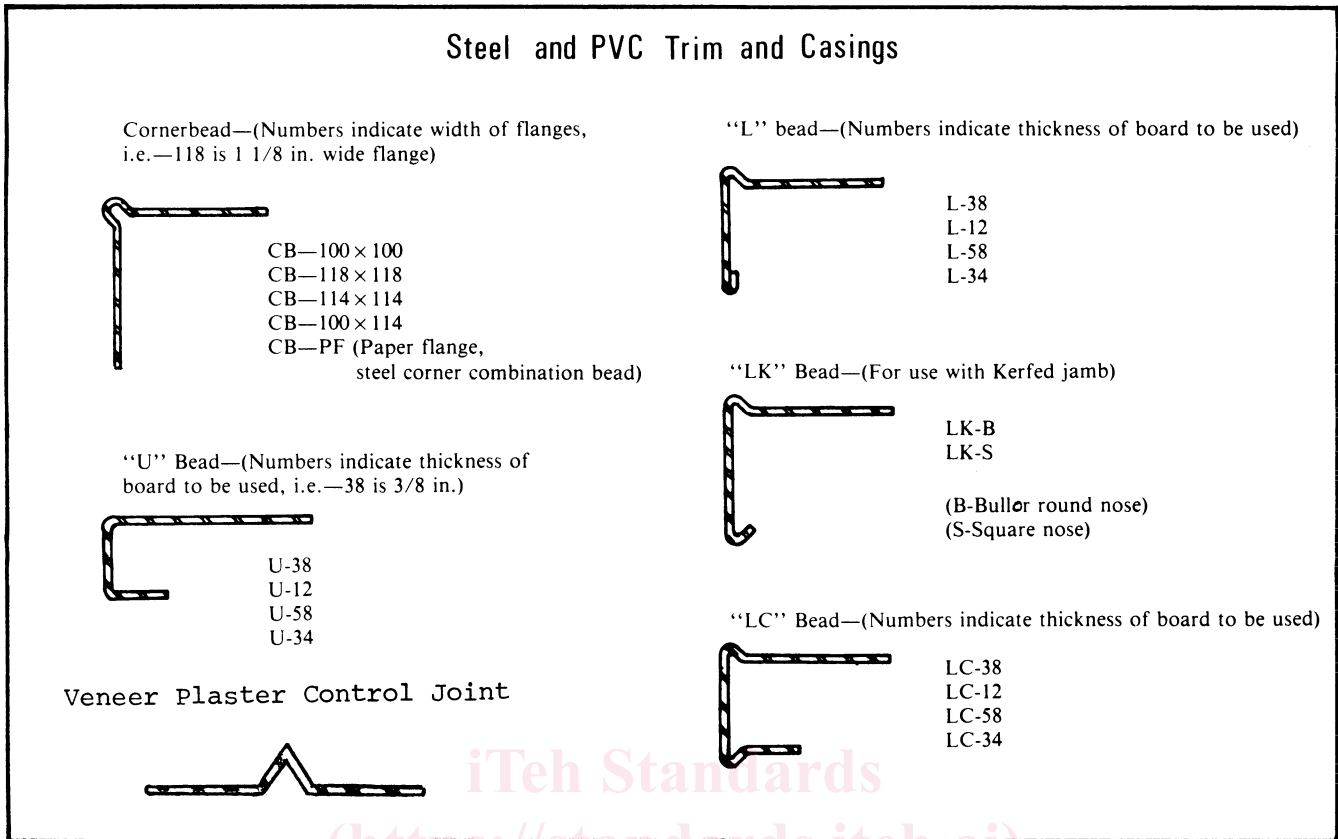 Steel and PVC Trim and Casings
Cornerbead—(Numbers indicate width of flanges,
i.e.—118 is 1 1/8 in. wide flange)
CB—100 × 100
CB—118 × 118
CB—114 × 114
CB—100 × 114
CB—PF (Paper flange,
steel corner combination bead)
“U” Bead—(Numbers indicate thickness of
board to be used, i.e.—38 is 3/8 in.)
U-38
U-12
U-58
U-34
Veneer Plaster Control Joint
“L” bead—(Numbers indicate thickness of board to be used)
L-38
L-12
L-58
L-34
“LK” Bead—(For use with Kerfed jamb)
LK-B
LK-S
(B-Bullor round nose)
(S-Square nose)
“LC” Bead—(Numbers indicate thickness of board to be used)
LC-38
LC-12
LC-58
LC-34
iTeh Standards
(https://standards.iteh.ai)